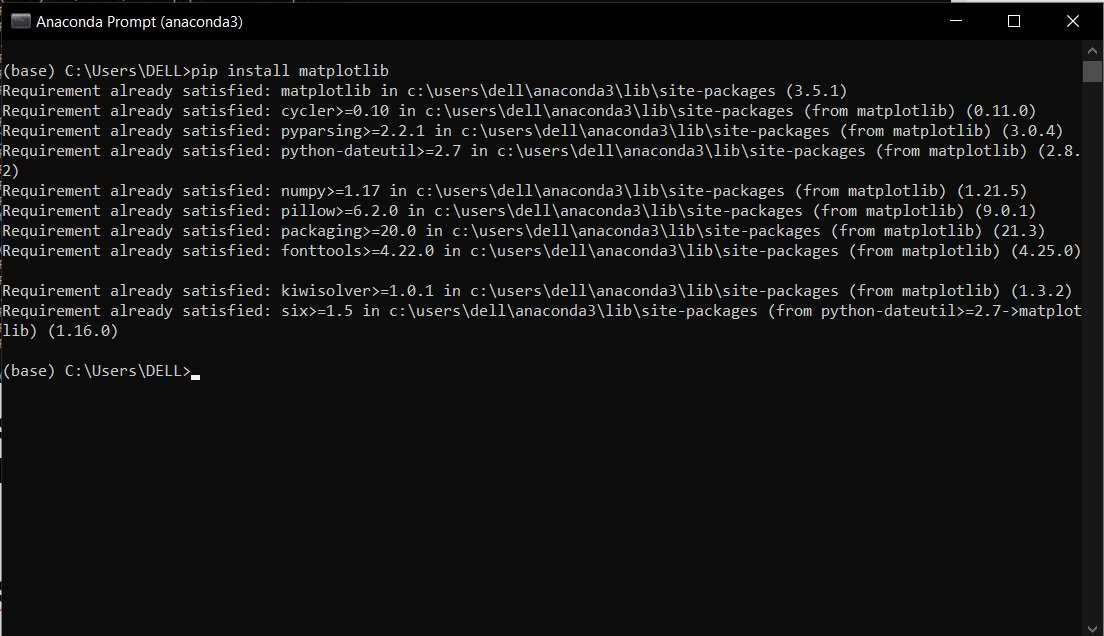 Anaconda Prompt (anaconda3)
(base) C:\Users\DELL>pip install matplotlib
Requirement already satisfied: matplotlib in c:\users\dell\anaconda3\lib\site-packages (3.5.1)
Requirement already satisfied: cycler>=0.10 in c:\users\dell\anaconda3\lib\site-packages (from matplotlib) (0.11.0)
Requirement already satisfied: pyparsing>=2.2.1 in c:\users\dell\anaconda3\lib\site-packages (from matplotlib) (3.0.4)
Requirement already satisfied: python-dateutil>=2.7 in c:\users\dell\anaconda3\lib\site-packages (from matplotlib) (2.8.
2)
Requirement already satisfied: numpy>=1.17 in c:\users\dell\anaconda3\lib\site-packages (from matplotlib) (1.21.5)
Requirement already satisfied: pillow>=6.2.0 in c:\users\dell\anaconda3\lib\site-packages (from matplotlib) (9.0.1)
Requirement already satisfied: packaging>=20.0 in c:\users\dell\anaconda3\lib\site-packages (from matplotlib) (21.3)
Requirement already satisfied: fonttools>=4.22.0 in c:\users\dell\anaconda3\lib\site-packages (from matplotlib) (4.25.0)
Requirement already satisfied: kiwisolver>=1.0.1 in c:\users\dell\anaconda3\lib\site-packages (from matplotlib) (1.3.2)
Requirement already satisfied: six>=1.5 in c:\users\dell\anaconda3\lib\site-packages (from python-dateutil>=2.7->matplot
lib) (1.16.0)
(base) C:\Users\DELL>